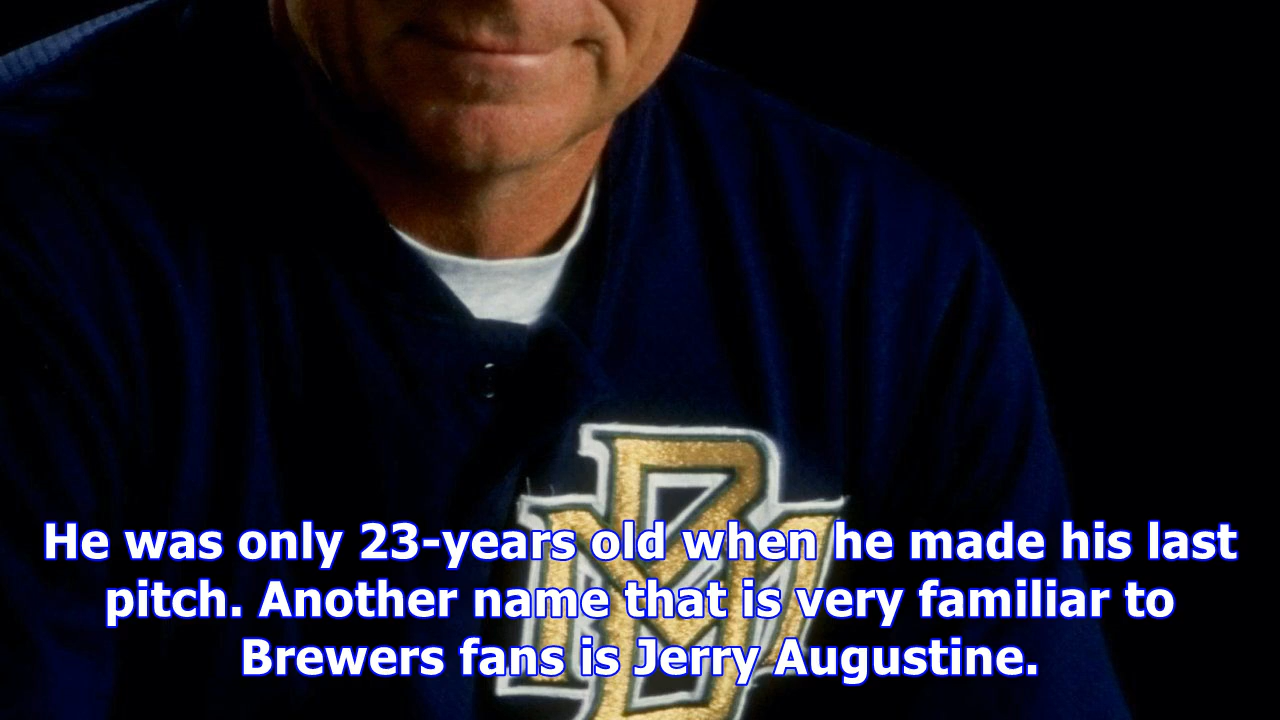 MB
He was only 23-years old when he made his last
pitch. Another name that is very familiar to
Brewers fans is Jerry Augustine.